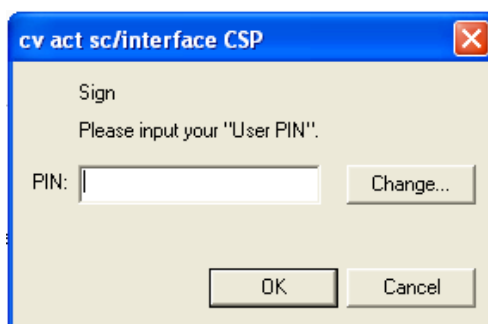 cv act sc/interface CSP
Sign
Please input your "User PIN".
PIN:
Change...
OK
Cancel